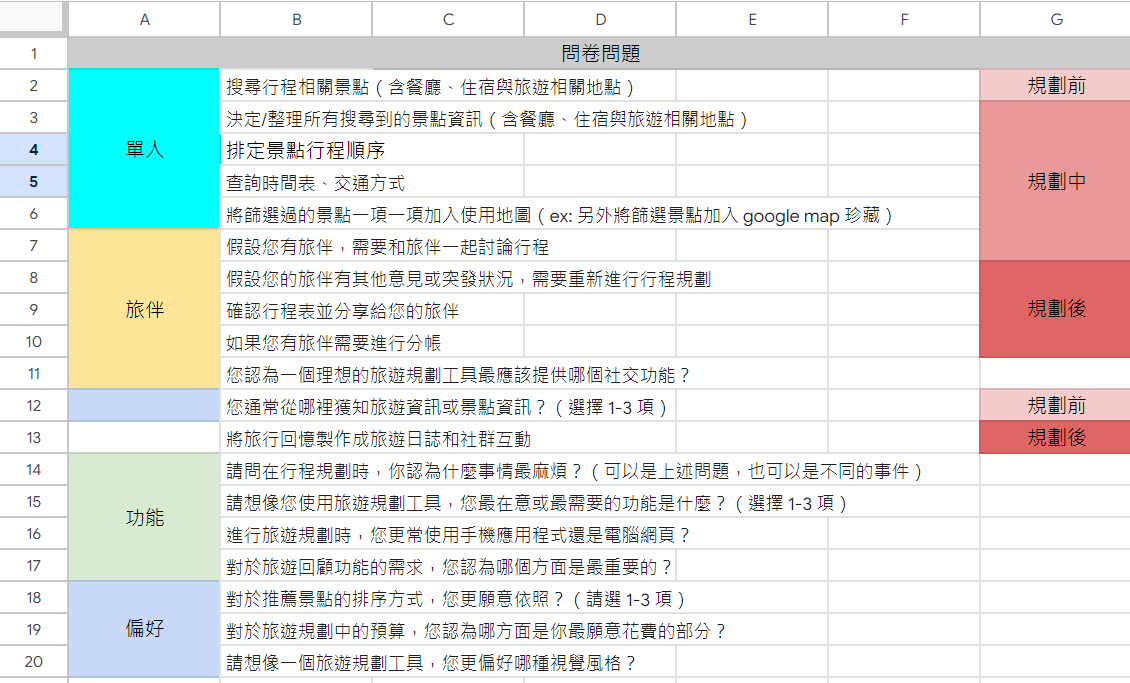 A B C D E F G
1 問卷問題
2 搜尋行程相關景點（含餐廳、住宿與旅遊相關地點） 規劃前
3 決定/整理所有搜尋到的景點資訊（含餐廳、住宿與旅遊相關地點）
4 單人 排定景點行程順序
5 查詢時間表、交通方式 規劃中
6 將篩選過的景點一項一項加入使用地圖（ex: 另外將篩選景點加入 google map 珍藏）
7 假設您有旅伴，需要和旅伴一起討論行程
8 假設您的旅伴有其他意見或突發狀況，需要重新進行行程規劃
9 旅伴 確認行程表並分享給您的旅伴 規劃後
10 如果您有旅伴需要進行分帳
11 您認為一個理想的旅遊規劃工具最應該提供哪個社交功能？
12 您通常從哪裡獲知旅遊資訊或景點資訊？（選擇 1-3 項） 規劃前
13 將旅行回憶製作成旅遊日誌和社群互動 規劃後
14 請問在行程規劃時，你認為什麼事情最麻煩？（可以是上述問題，也可以是不同的事件）
15 功能 請想像您使用旅遊規劃工具，您最在意或最需要的功能是什麼？（選擇 1-3 項）
16 進行旅遊規劃時，您更常使用手機應用程式還是電腦網頁？
17 對於旅遊回顧功能的需求，您認為哪個方面是最重要的？
18 對於推薦景點的排序方式，您更願意依照？（請選 1-3 項）
19 偏好 對於旅遊規劃中的預算，您認為哪方面是你最願意花費的部分？
20 請想像一個旅遊規劃工具，您更偏好哪種視覺風格？